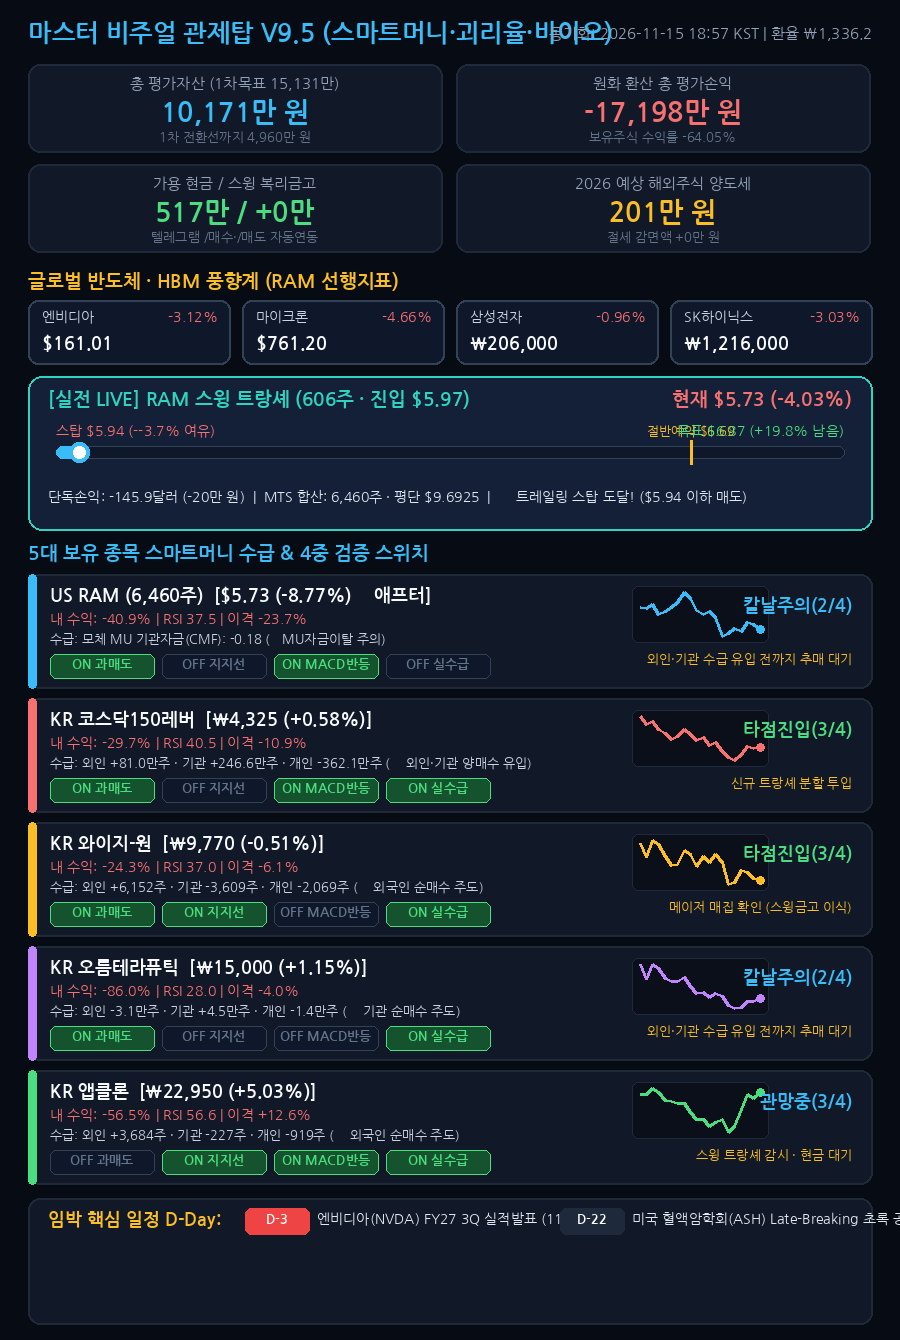 마스터 비주얼 관제탑 V9.5 (스마트머니·괴리율·바이오)
2026-11-15 18:57 KST | 환율 ₩1,336.2
총 평가자산 (1차목표 15,131만)
10,171만 원
1차 전환선까지 4,960만 원
원화 환산 총 평가손익
-17,198만 원
보유주식 수익률 -64.05%
가용 현금 / 스윙 복리금고
517만 / +0만
텔레그램 /매수·/매도 자동연동
2026 예상 해외주식 양도세
201만 원
절세 감면액 +0만 원
글로벌 반도체 · HBM 풍향계 (RAM 선행지표)
엔비디아 -3.12%
$161.01
마이크론 -4.66%
$761.20
삼성전자 -0.96%
₩206,000
SK하이닉스 -3.03%
₩1,216,000
[실전 LIVE] RAM 스윙 트랑셰 (606주 · 진입 $5.97) 현재 $5.73 (-4.03%)
스탑 $5.94 (--3.7% 여유) (+19.8% 남음)
단독손익: -145.9달러 (-20만 원) | MTS 합산: 6,460주 · 평단 $9.6925 | 트레일링 스탑 도달! ($5.94 이하 매도)
5대 보유 종목 스마트머니 수급 & 4중 검증 스위치
US RAM (6,460주) [$5.73 (-8.77%) 애프터]
칼날주의(2/4)
내 수익: -40.9% | RSI 37.5 | 이격 -23.7%
수급: 모체 MU 기관자금(CMF): -0.18 ( MU자금이탈 주의)
외인·기관 수급 유입 전까지 추매 대기
ON 과매도 OFF 지지선 ON MACD반등 OFF 실수급
KR 코스닥150레버 [₩4,325 (+0.58%)]
타점진입(3/4)
내 수익: -29.7% | RSI 40.5 | 이격 -10.9%
수급: 외인 +81.0만주 · 기관 +246.6만주 · 개인 -362.1만주 ( 외인·기관 양매수 유입)
신규 트랑셰 분할 투입
ON 과매도 OFF 지지선 ON MACD반등 ON 실수급
KR 와이지-원 [₩9,770 (-0.51%)]
타점진입(3/4)
내 수익: -24.3% | RSI 37.0 | 이격 -6.1%
수급: 외인 +6,152주 · 기관 -3,609주 · 개인 -2,069주 ( 외국인 순매수 주도)
메이저 매집 확인 (스윙금고 이식)
ON 과매도 ON 지지선 OFF MACD반등 ON 실수급
KR 오름테라퓨틱 [₩15,000 (+1.15%)]
칼날주의(2/4)
내 수익: -86.0% | RSI 28.0 | 이격 -4.0%
수급: 외인 -3.1만주 · 기관 +4.5만주 · 개인 -1.4만주 ( 기관 순매수 주도)
외인·기관 수급 유입 전까지 추매 대기
ON 과매도 OFF 지지선 OFF MACD반등 ON 실수급
KR 앱클론 [₩22,950 (+5.03%)]
관망중(3/4)
내 수익: -56.5% | RSI 56.6 | 이격 +12.6%
수급: 외인 +3,684주 · 기관 -227주 · 개인 -919주 ( 외국인 순매수 주도)
스윙 트랑셰 감시 · 현금 대기
OFF 과매도 ON 지지선 ON MACD반등 ON 실수급
임박 핵심 일정 D-Day: D-3 엔비디아(NVDA) FY27 3Q 실적발표 (11 D-22 미국 혈액암학회(ASH) Late-Breaking 초록